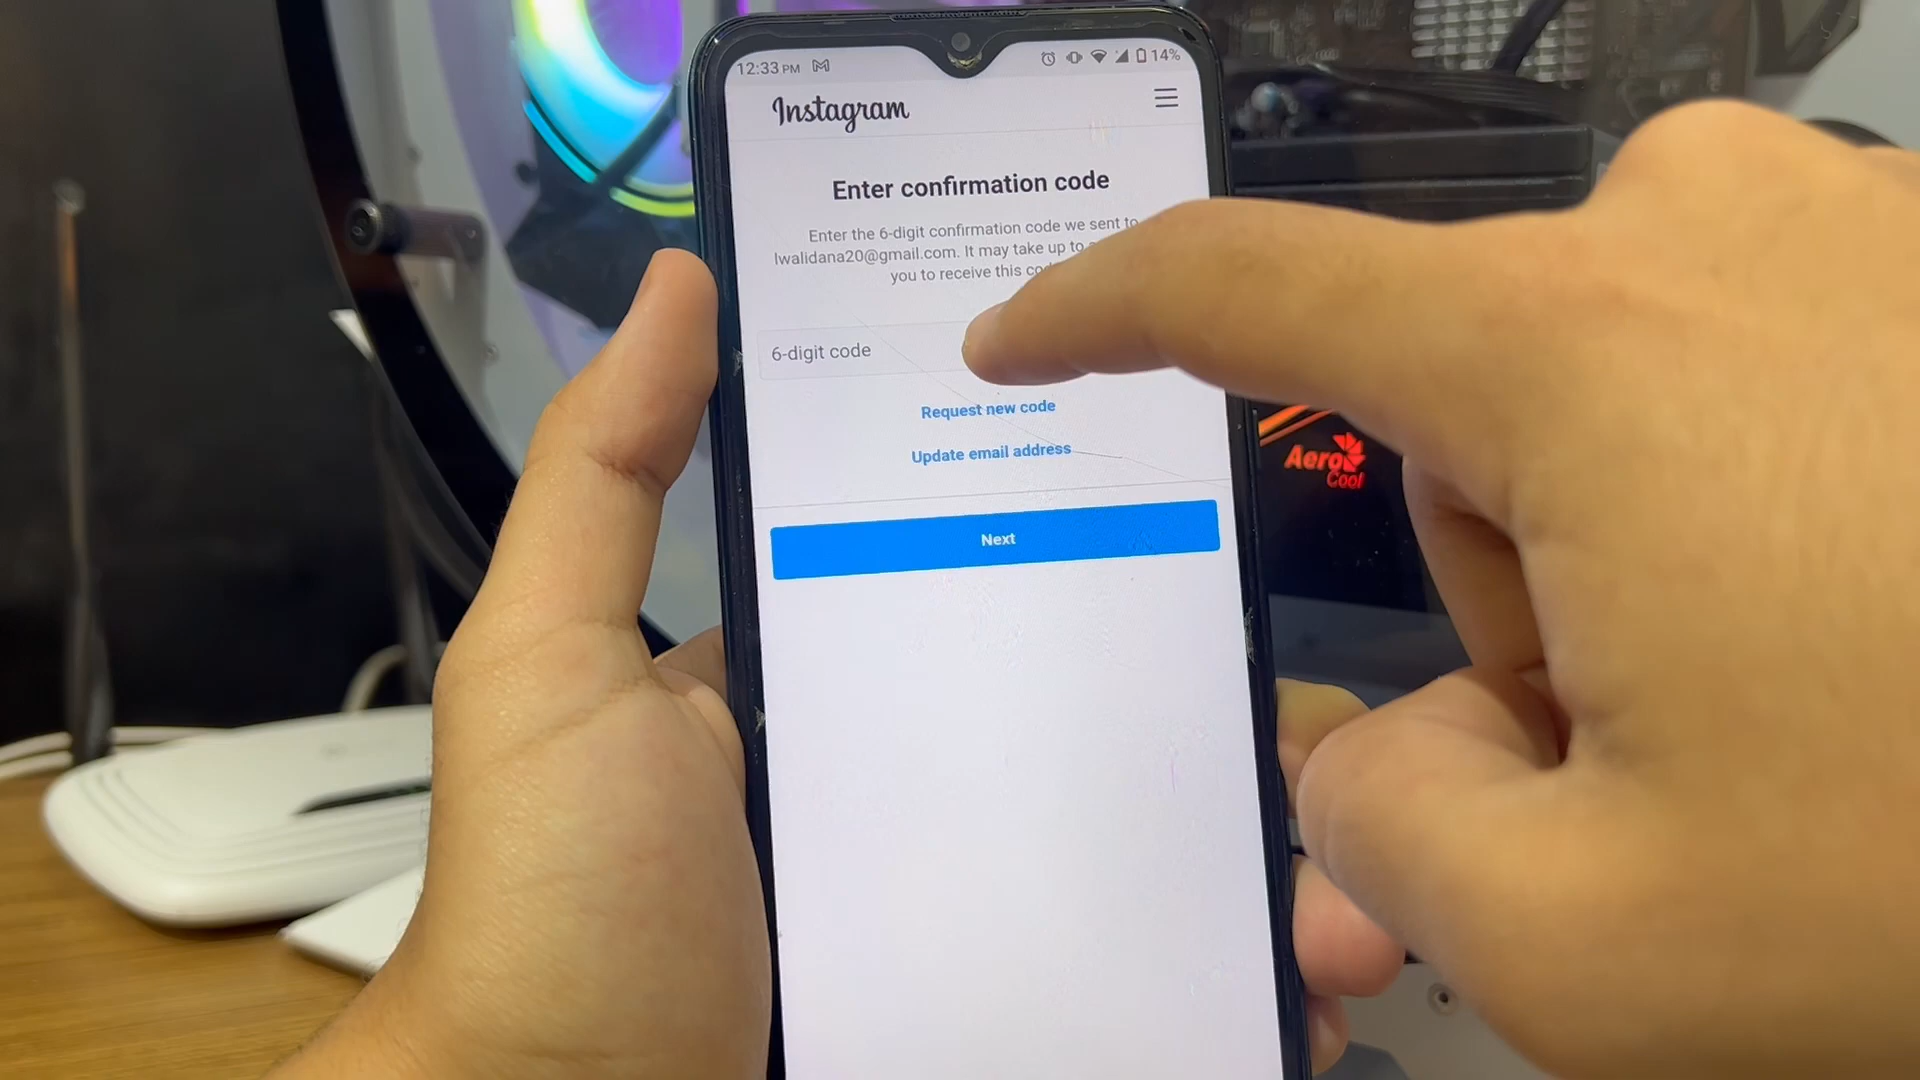 12:33 PM 14%
Instagram
Enter confirmation code
Enter the 6-digit confirmation code we sent to
lwalidana20@gmail.com. It may take up to
you to receive this
6-digit code
Request new code
Update email address
Next
Aero
Cool